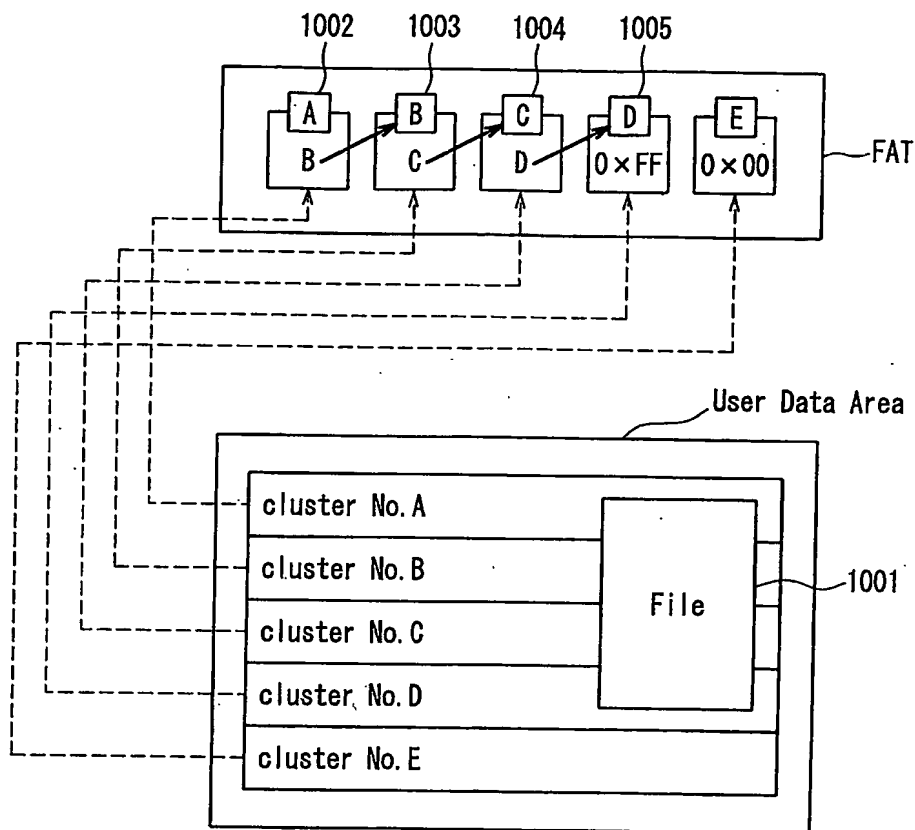 1002 1003 1004 1005
A B C D E
B C D 0×FF 0×00
FAT
User Data Area
cluster No.A
cluster No.B
cluster No.C
cluster No.D
cluster No.E
File
1001